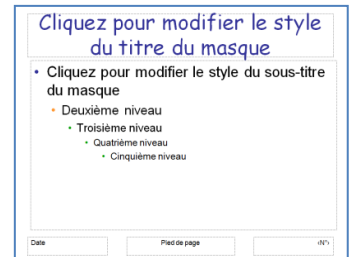 Cliquez pour modifier le style
du titre du masque
• Cliquez pour modifier le style du sous-titre
du masque
• Deuxième niveau
• Troisième niveau
• Quatrième niveau
• Cinquième niveau
Date Pied de page ‹N°›